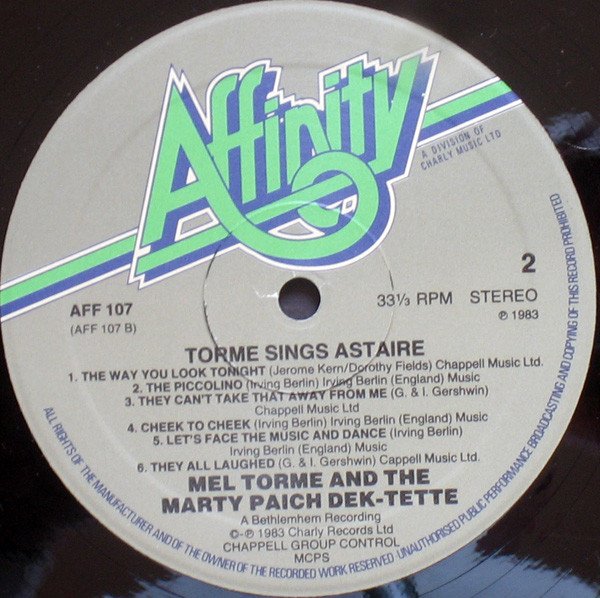 Affinity
A DIVISION OF
CHARLY MUSIC LTD
2
AFF 107
(AFF 107 B)
33⅓ RPM STEREO
℗ 1983
TORME SINGS ASTAIRE
1. THE WAY YOU LOOK TONIGHT (Jerome Kern/Dorothy Fields) Chappell Music Ltd.
2. THE PICCOLINO (Irving Berlin) Irving Berlin (England) Music
3. THEY CAN'T TAKE THAT AWAY FROM ME (G. & I. Gershwin)
Chappell Music Ltd
4. CHEEK TO CHEEK (Irving Berlin) Irving Berlin (England) Music
5. LET'S FACE THE MUSIC AND DANCE (Irving Berlin)
Irving Berlin (England) Music
6. THEY ALL LAUGHED (G. & I. Gershwin) Cappell Music Ltd.
MEL TORME AND THE
MARTY PAICH DEK-TETTE
A Bethlemhem Recording
©-℗ 1983 Charly Records Ltd
CHAPPELL GROUP CONTROL
MCPS
ALL RIGHTS OF THE MANUFACTURER AND OF THE OWNER OF THE RECORDED WORK RESERVED · UNAUTHORISED PUBLIC PERFORMANCE BROADCASTING AND COPYING OF THIS RECORD PROHIBITED